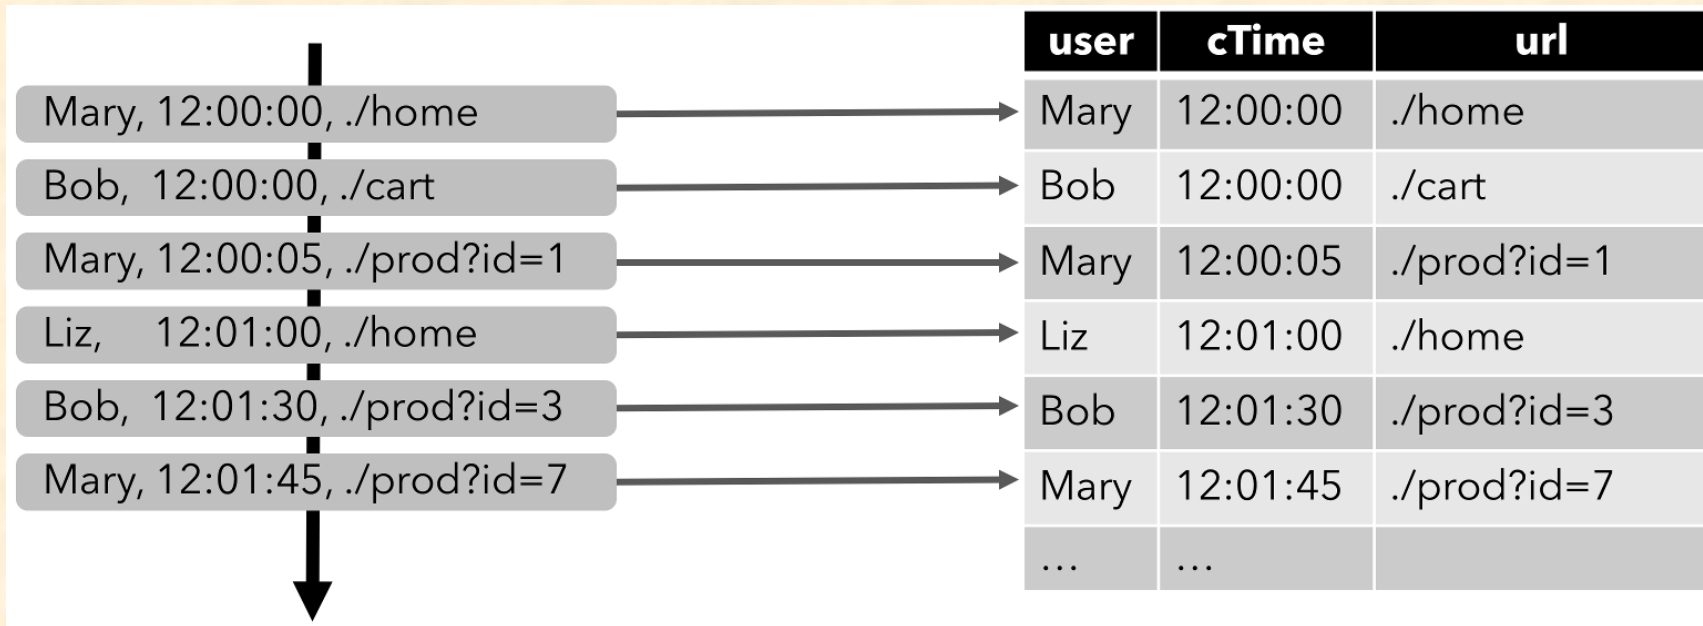 Mary, 12:00:00, ./home
Bob, 12:00:00, ./cart
Mary, 12:00:05, ./prod?id=1
Liz, 12:01:00, ./home
Bob, 12:01:30, ./prod?id=3
Mary, 12:01:45, ./prod?id=7
user cTime url
Mary 12:00:00 ./home
Bob 12:00:00 ./cart
Mary 12:00:05 ./prod?id=1
Liz 12:01:00 ./home
Bob 12:01:30 ./prod?id=3
Mary 12:01:45 ./prod?id=7
… …